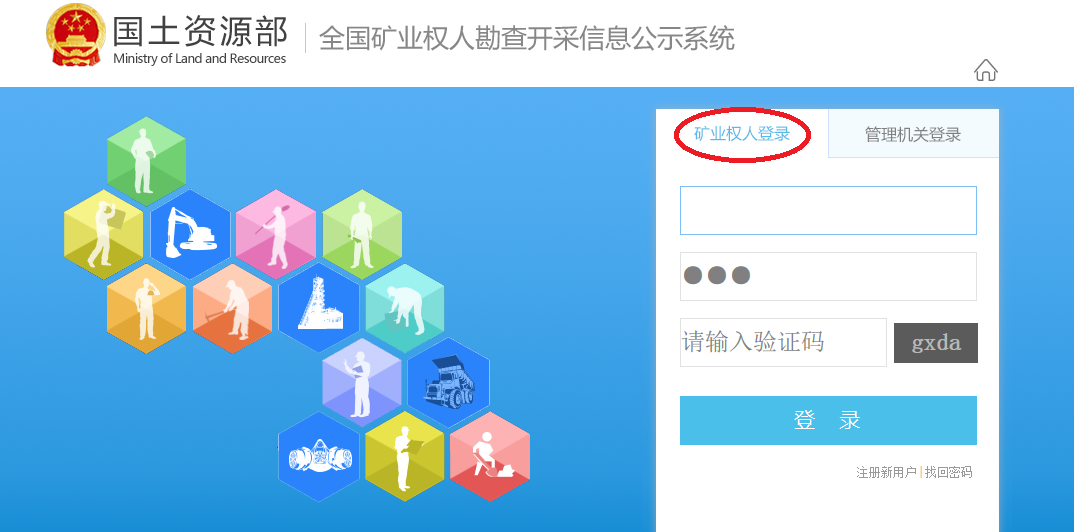 国土资源部
Ministry of Land and Resources
全国矿业权人勘查开采信息公示系统
矿业权人登录
管理机关登录
请输入验证码
gxda
登 录
注册新用户|找回密码